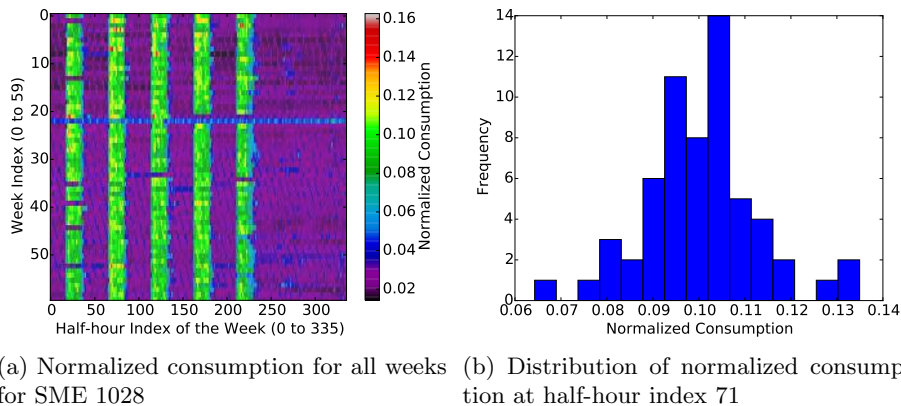 0
10
20
30
40
50
Week Index (0 to 59)
0 50 100 150 200 250 300
Half-hour Index of the Week (0 to 335)
0.16
0.14
0.12
0.10
0.08
0.06
0.04
0.02
Normalized Consumption
14
12
10
8
6
4
2
0
Frequency
0.06 0.07 0.08 0.09 0.10 0.11 0.12 0.13 0.14
Normalized Consumption
a) Normalized consumption for all weeks
for SME 1028
(b) Distribution of normalized consump
tion at half-hour index 71